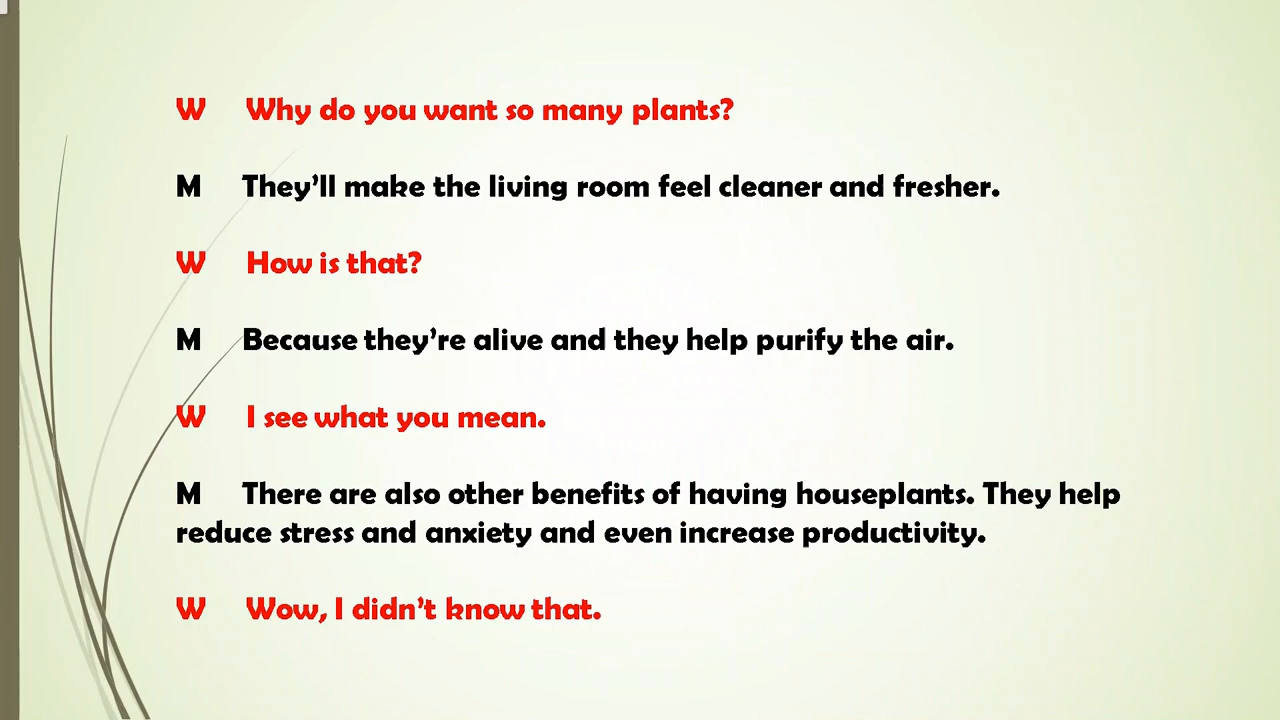 W Why do you want so many plants?
M They'll make the living room feel cleaner and fresher.
W How is that?
M Because they're alive and they help purify the air.
W I see what you mean.
M There are also other benefits of having houseplants. They help
reduce stress and anxiety and even increase productivity.
W Wow, I didn't know that.